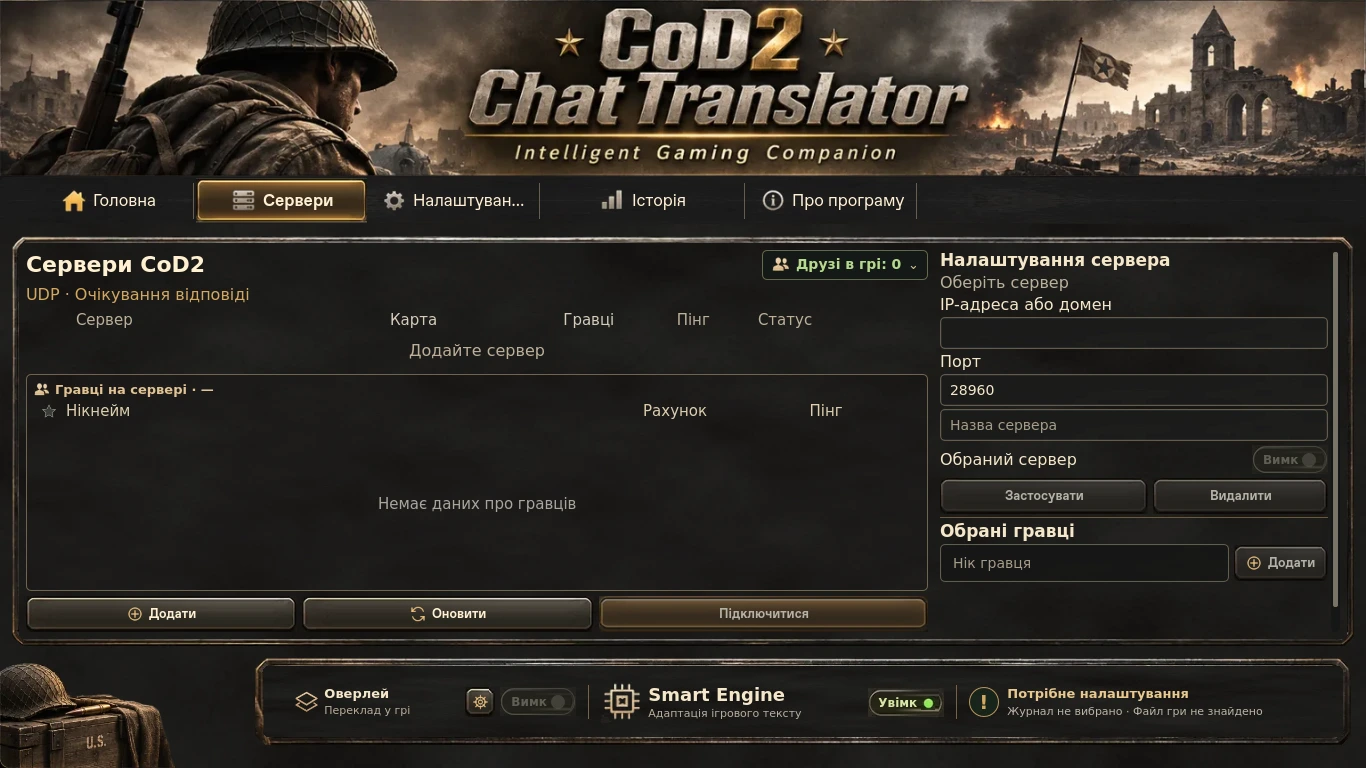 CoD2
Chat Translator
Intelligent Gaming Companion
Головна
Сервери
Налаштуван...
Історія
Про програму
Сервери CoD2
Друзі в грі: 0
UDP · Очікування відповіді
Сервер Карта Гравці Пінг Статус
Додайте сервер
Гравці на сервері · —
Нікнейм Рахунок Пінг
Немає даних про гравців
Додати
Оновити
Підключитися
Налаштування сервера
Оберіть сервер
IP-адреса або домен
Порт
28960
Назва сервера
Обраний сервер Вимк
Застосувати Видалити
Обрані гравці
Нік гравця Додати
U.S.
Оверлей
Переклад у грі
Вимк
Smart Engine
Адаптація ігрового тексту
Увімк
!
Потрібне налаштування
Журнал не вибрано · Файл гри не знайдено